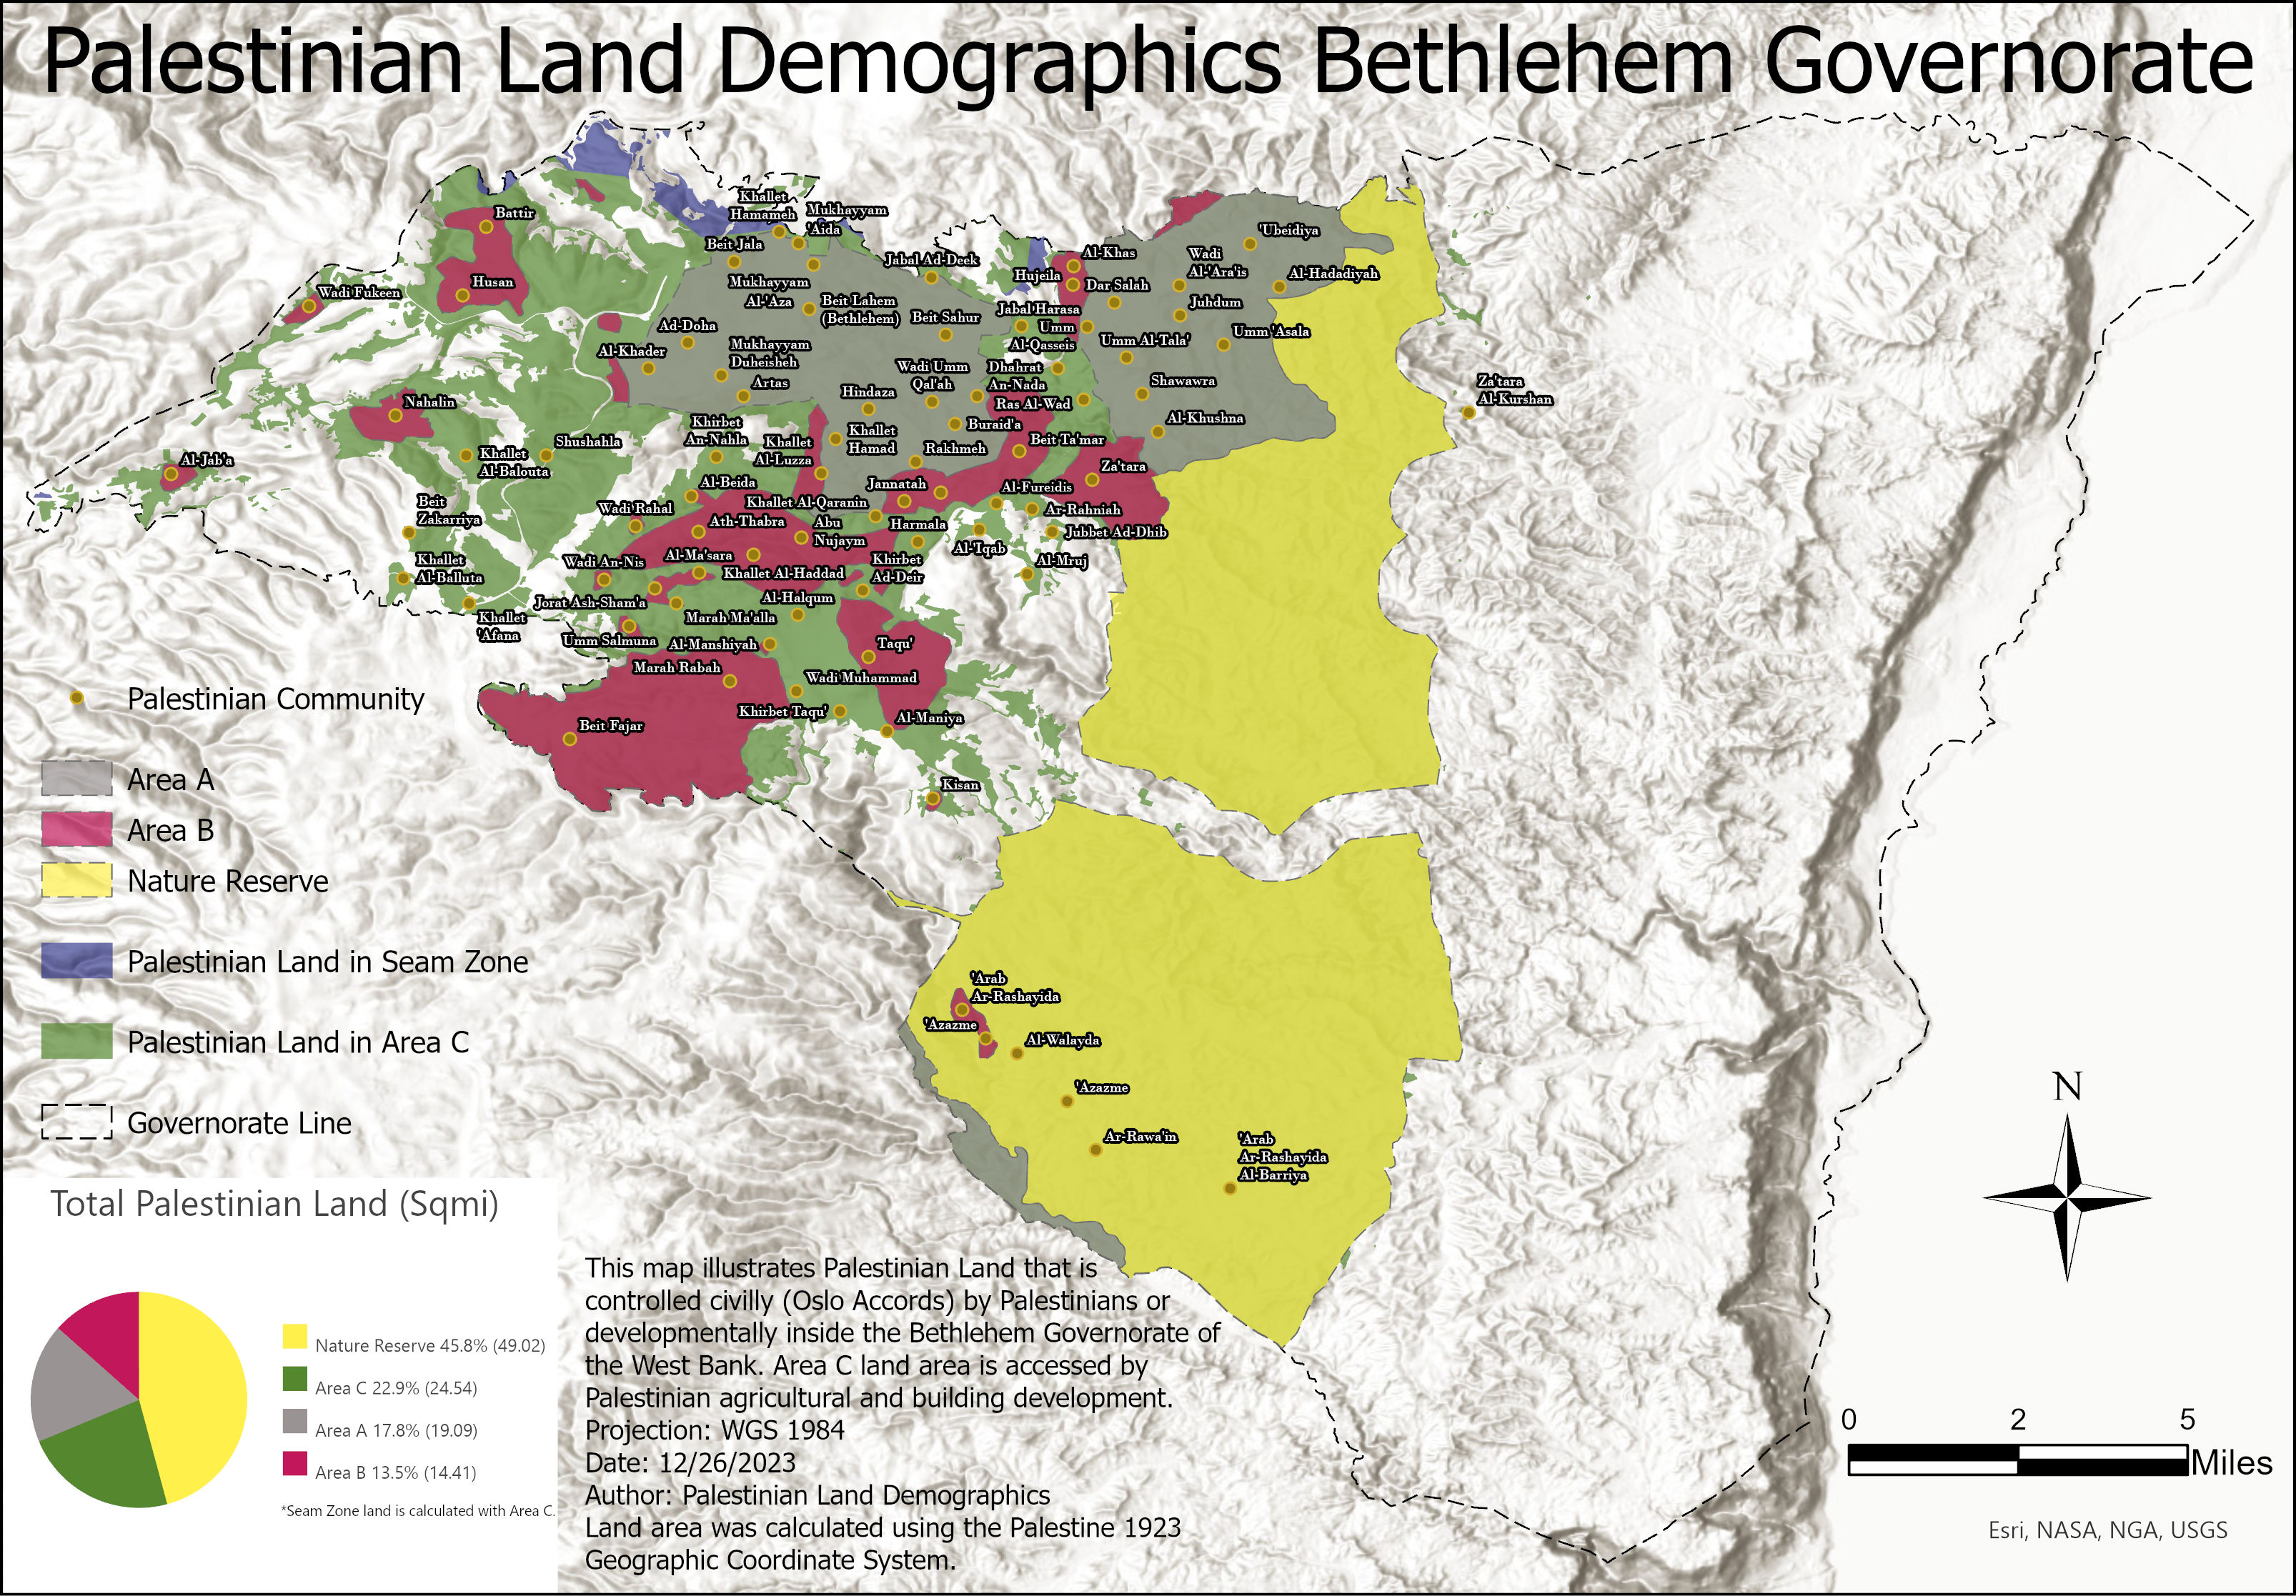 Palestinian Land Demographics Bethlehem Governorate
Khallet
Hamameh
Mukhayyam
'Aida
Battir
Beit Jala
Jabal Ad-Deek
Al-Khas
Wadi
Al-'Ara'is
'Ubeidiya
Husan
Wadi Fukeen
Mukhayyam
Al-'Aza
Beit Lahem
(Bethlehem)
Hujeila
Dar Salah
Al-Hadadiyah
Jabal Harasa
Juhdum
Ad-Doha
Beit Sahur
Umm
Al-Qasseis
Umm Al-Tala'
Umm 'Asala
Al-Khader
Mukhayyam
Duheisheh
Artas
Wadi Umm
Qal'ah
Dhahrat
An-Nada
Shawawra
Za'tara
Al-Kurshan
Hindaza
Ras Al-Wad
Nahalin
Buraid'a
Al-Khushna
Khirbet
An-Nahla
Khallet
Al-Luzza
Khallet
Hamad
Rakhmeh
Beit Ta'mar
Shushahla
Khallet
Al-Balouta
Al-Jab'a
Za'tara
Al-Beida
Khallet Al-Qaranin
Jannatah
Al-Fureidis
Beit
Zakarriya
Wadi Rahal
Ath-Thabra
Abu
Nujaym
Harmala
Ar-Rahniah
Jubbet Ad-Dhib
Al-'Iqab
Khallet
Al-Balluta
Wadi An-Nis
Al-Ma'sara
Khallet Al-Haddad
Khirbet
Ad-Deir
Al-Mruj
Jorat Ash-Sham'a
Al-Halqum
Khallet
'Afana
Marah Ma'alla
Umm Salmuna
Al-Manshiyah
Taqu'
Marah Rabah
Wadi Muhammad
Khirbet Taqu'
Al-Maniya
Beit Fajar
Kisan
'Arab
Ar-Rashayida
'Azazme
Al-Walayda
'Azazme
Ar-Rawa'in
'Arab
Ar-Rashayida
Al-Barriya
Palestinian Community
Area A
Area B
Nature Reserve
Palestinian Land in Seam Zone
Palestinian Land in Area C
Governorate Line
Total Palestinian Land (Sqmi)
Nature Reserve 45.8% (49.02)
Area C 22.9% (24.54)
Area A 17.8% (19.09)
Area B 13.5% (14.41)
*Seam Zone land is calculated with Area C.
This map illustrates Palestinian Land that is
controlled civilly (Oslo Accords) by Palestinians or
developmentally inside the Bethlehem Governorate of
the West Bank. Area C land area is accessed by
Palestinian agricultural and building development.
Projection: WGS 1984
Date: 12/26/2023
Author: Palestinian Land Demographics
Land area was calculated using the Palestine 1923
Geographic Coordinate System.
N
0 2 5
Miles
Esri, NASA, NGA, USGS